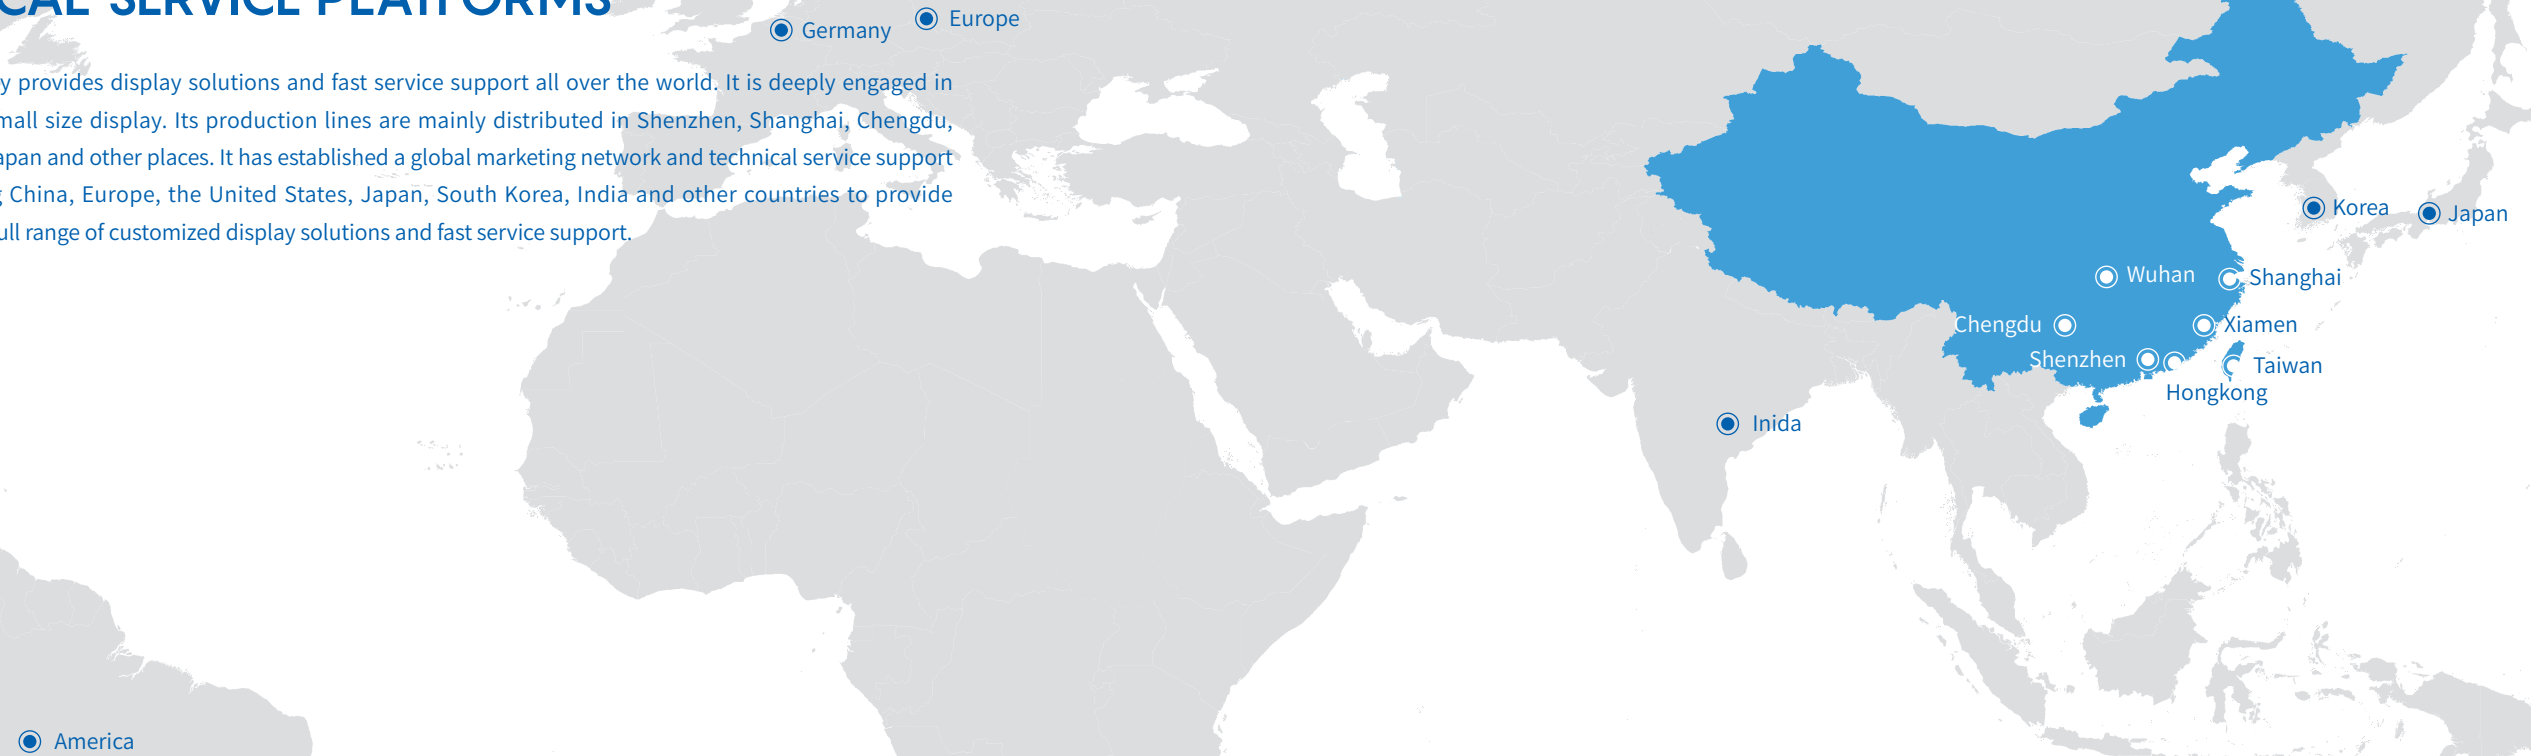 CAL SERVICE PLATFORMS
Germany
Europe
y provides display solutions and fast service support all over the world. It is deeply engaged in
mall size display. Its production lines are mainly distributed in Shenzhen, Shanghai, Chengdu,
apan and other places. It has established a global marketing network and technical service support
g China, Europe, the United States, Japan, South Korea, India and other countries to provide
ull range of customized display solutions and fast service support.
Korea
Japan
Wuhan
Shanghai
Chengdu
Xiamen
Shenzhen
Taiwan
Hongkong
Inida
America